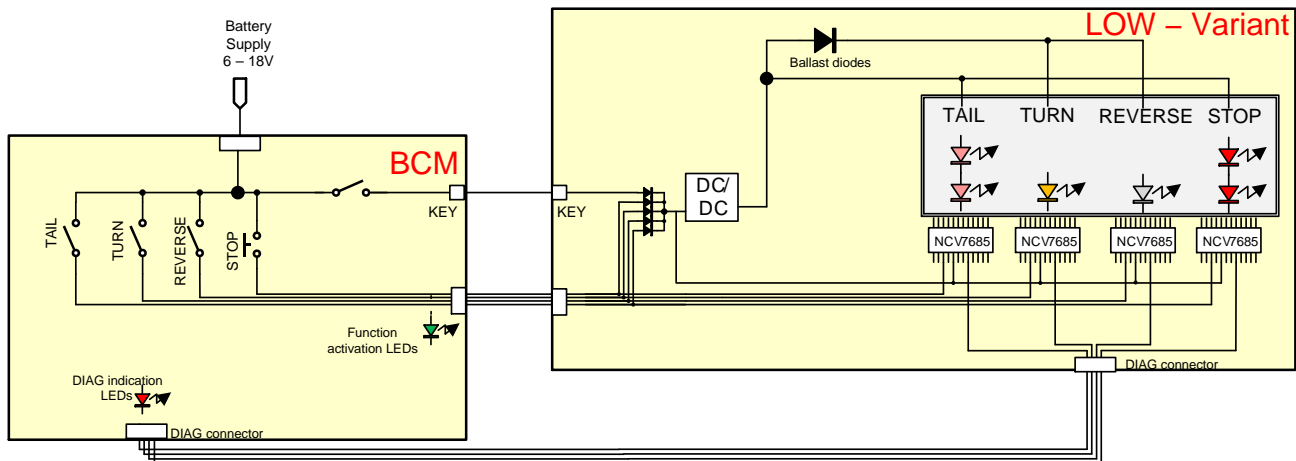 Battery
Supply
6 – 18V
BCM
TAIL
TURN
REVERSE
STOP
KEY
Function
activation LEDs
DIAG indication
LEDs
DIAG connector
LOW – Variant
Ballast diodes
KEY
DC/
DC
TAIL TURN REVERSE STOP
NCV7685 NCV7685 NCV7685 NCV7685
DIAG connector